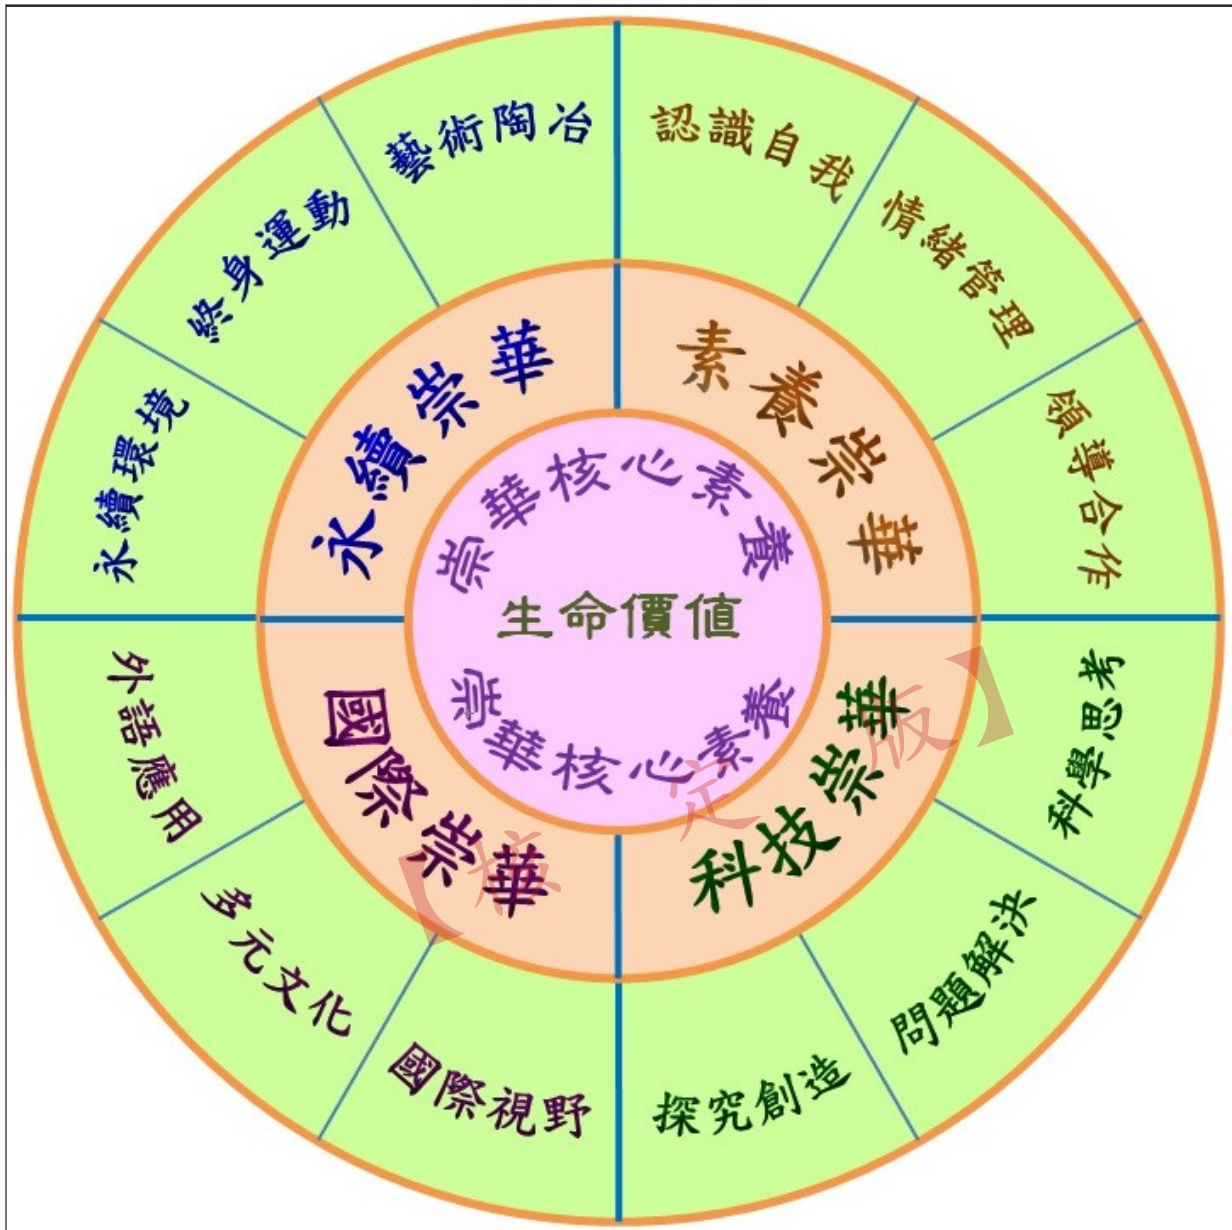 藝術陶冶
認識自我
終身運動
情緒管理
永續環境
領導合作
永續崇華
素養崇華
崇華核心素養
生命價值
崇華核心素養
國際崇華
科技崇華
外語應用
科學思考
多元文化
問題解決
國際視野
探究創造
【核定版】